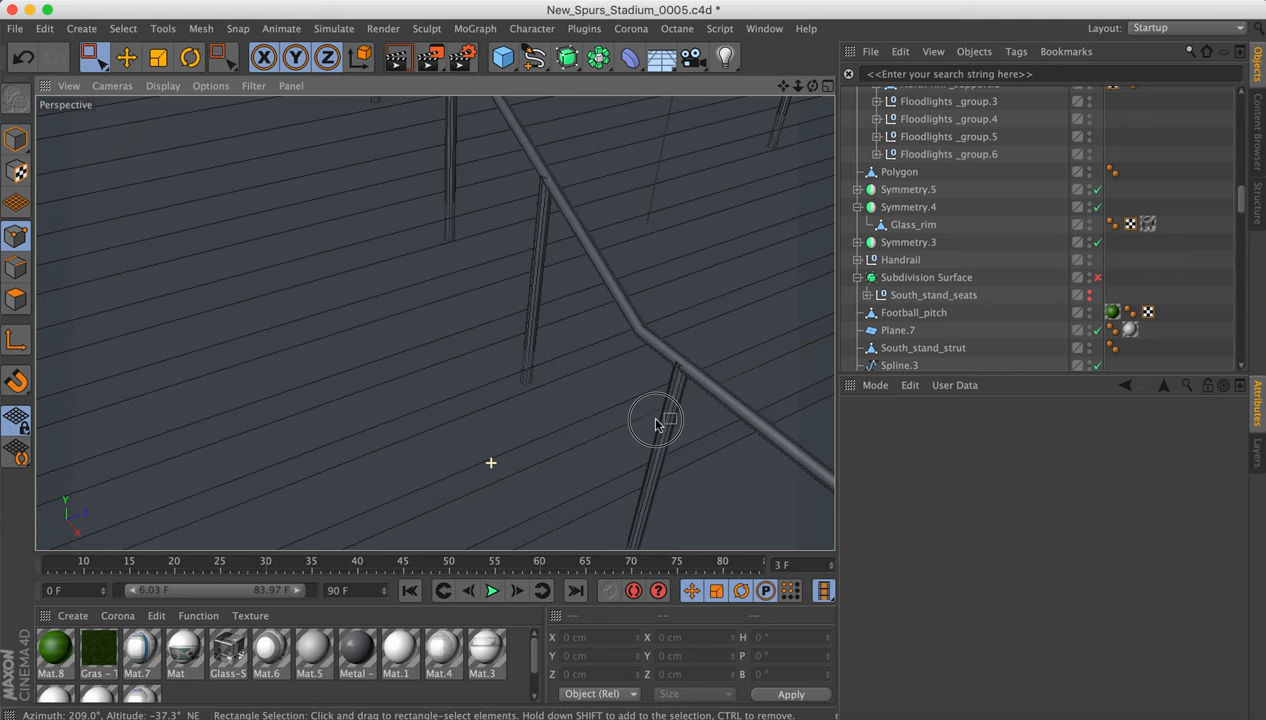 New_Spurs_Stadium_0005.c4d *
File Edit Create Select Tools Mesh Snap Animate Simulate Render Sculpt MoGraph Character Plugins Corona Octane Script Window Help Layout: Startup
X Y Z
File Edit View Objects Tags Bookmarks
<<Enter your search string here>>
View Cameras Display Options Filter Panel
Perspective
Floodlights _group.3
Floodlights _group.4
Floodlights _group.5
Floodlights _group.6
Polygon
Symmetry.5
Symmetry.4
Glass_rim
Symmetry.3
Handrail
Subdivision Surface
South_stand_seats
Football_pitch
Plane.7
South_stand_strut
Spline.3
Objects
Content Browser
Structure
Mode Edit User Data
Attributes
Layers
Y
Z
X
10 15 20 25 30 35 40 45 50 55 60 65 70 75 80 85 3 F
0 F 6.03 F 83.97 F 90 F
Create Corona Edit Function Texture -- -- --
Mat.8 Gras - T Mat.7 Mat Glass-S Mat.6 Mat.5 Metal - Mat.1 Mat.4 Mat.3
X 0 cm X 0 cm H 0 °
Y 0 cm Y 0 cm P 0 °
Z 0 cm Z 0 cm B 0 °
Object (Rel) Size Apply
MAXON CINEMA4D
Azimuth: 209.0°, Altitude: -37.3° NE Rectangle Selection: Click and drag to rectangle-select elements. Hold down SHIFT to add to the selection, CTRL to remove.